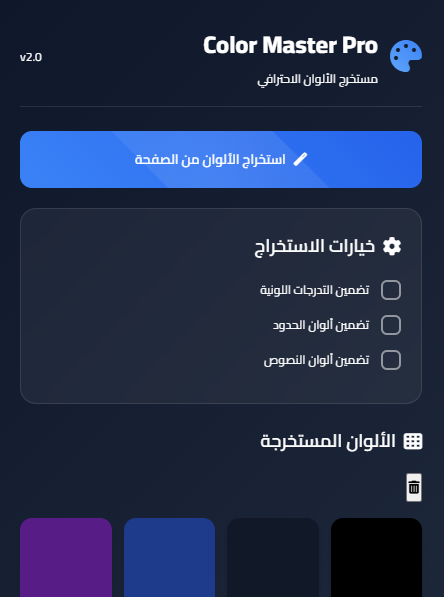 Color Master Pro
مستخرج الألوان الاحترافي
v2.0
استخراج الألوان من الصفحة
خيارات الاستخراج
تضمين التدرجات اللونية
تضمين ألوان الحدود
تضمين ألوان النصوص
الألوان المستخرجة